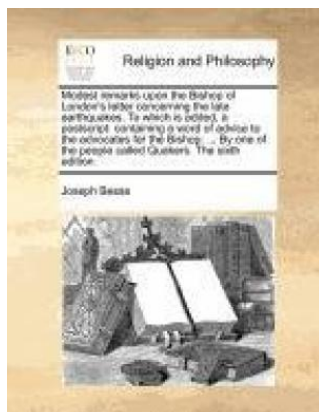 ECCO
Religion and Philosophy
Modest remarks upon the Bishop of
London's letter concerning the late
earthquakes. To which is added, a
postscript: containing a word of advise to
the advocates for the Bishop. ... By one of
the people called Quakers. The sixth
edition.
Joseph Besse